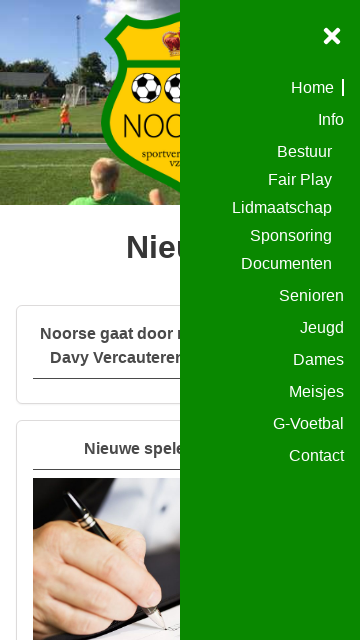 Home
Info
Bestuur
Fair Play
Lidmaatschap
Sponsoring
Documenten
Senioren
Jeugd
Dames
Meisjes
G-Voetbal
Contact
NOO
sportver
vz
Nieu
Noorse gaat door
Davy Vercauteren
Nieuwe spele